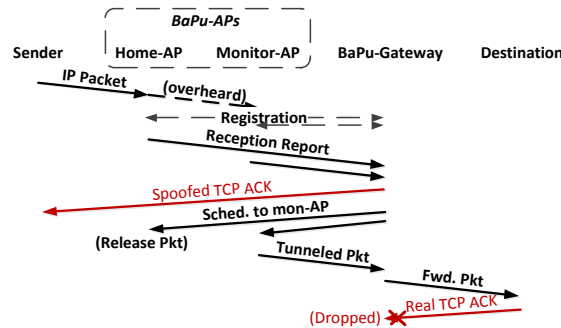 BaPu-APs
Sender Home-AP Monitor-AP BaPu-Gateway Destination
IP Packet (overheard)
Registration
Reception Report
Spoofed TCP ACK
Sched. to mon-AP
(Release Pkt)
Tunneled Pkt
Fwd. Pkt
Real TCP ACK
(Dropped)